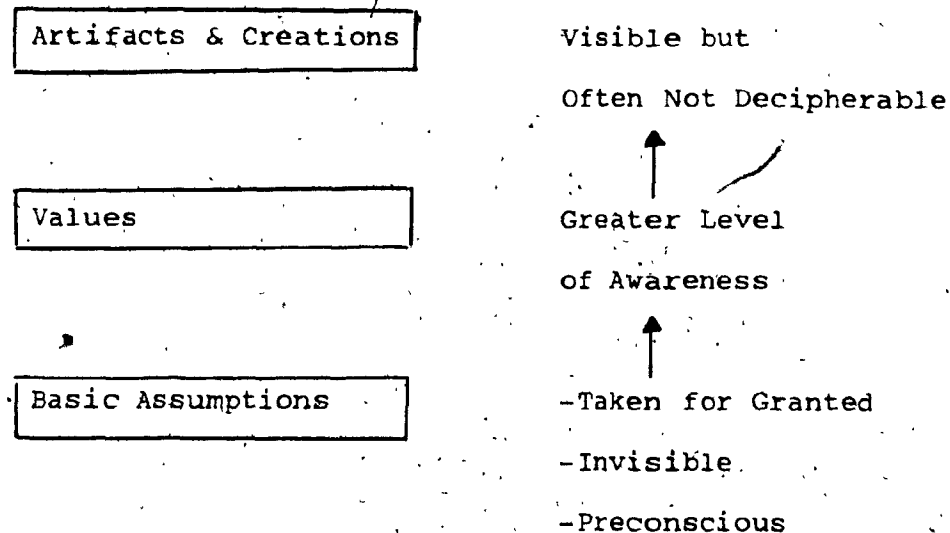 Artifacts & Creations
Visible but
Often Not Decipherable
Values
Greater Level
of Awareness
Basic Assumptions
-Taken for Granted
-Invisible
-Preconscious